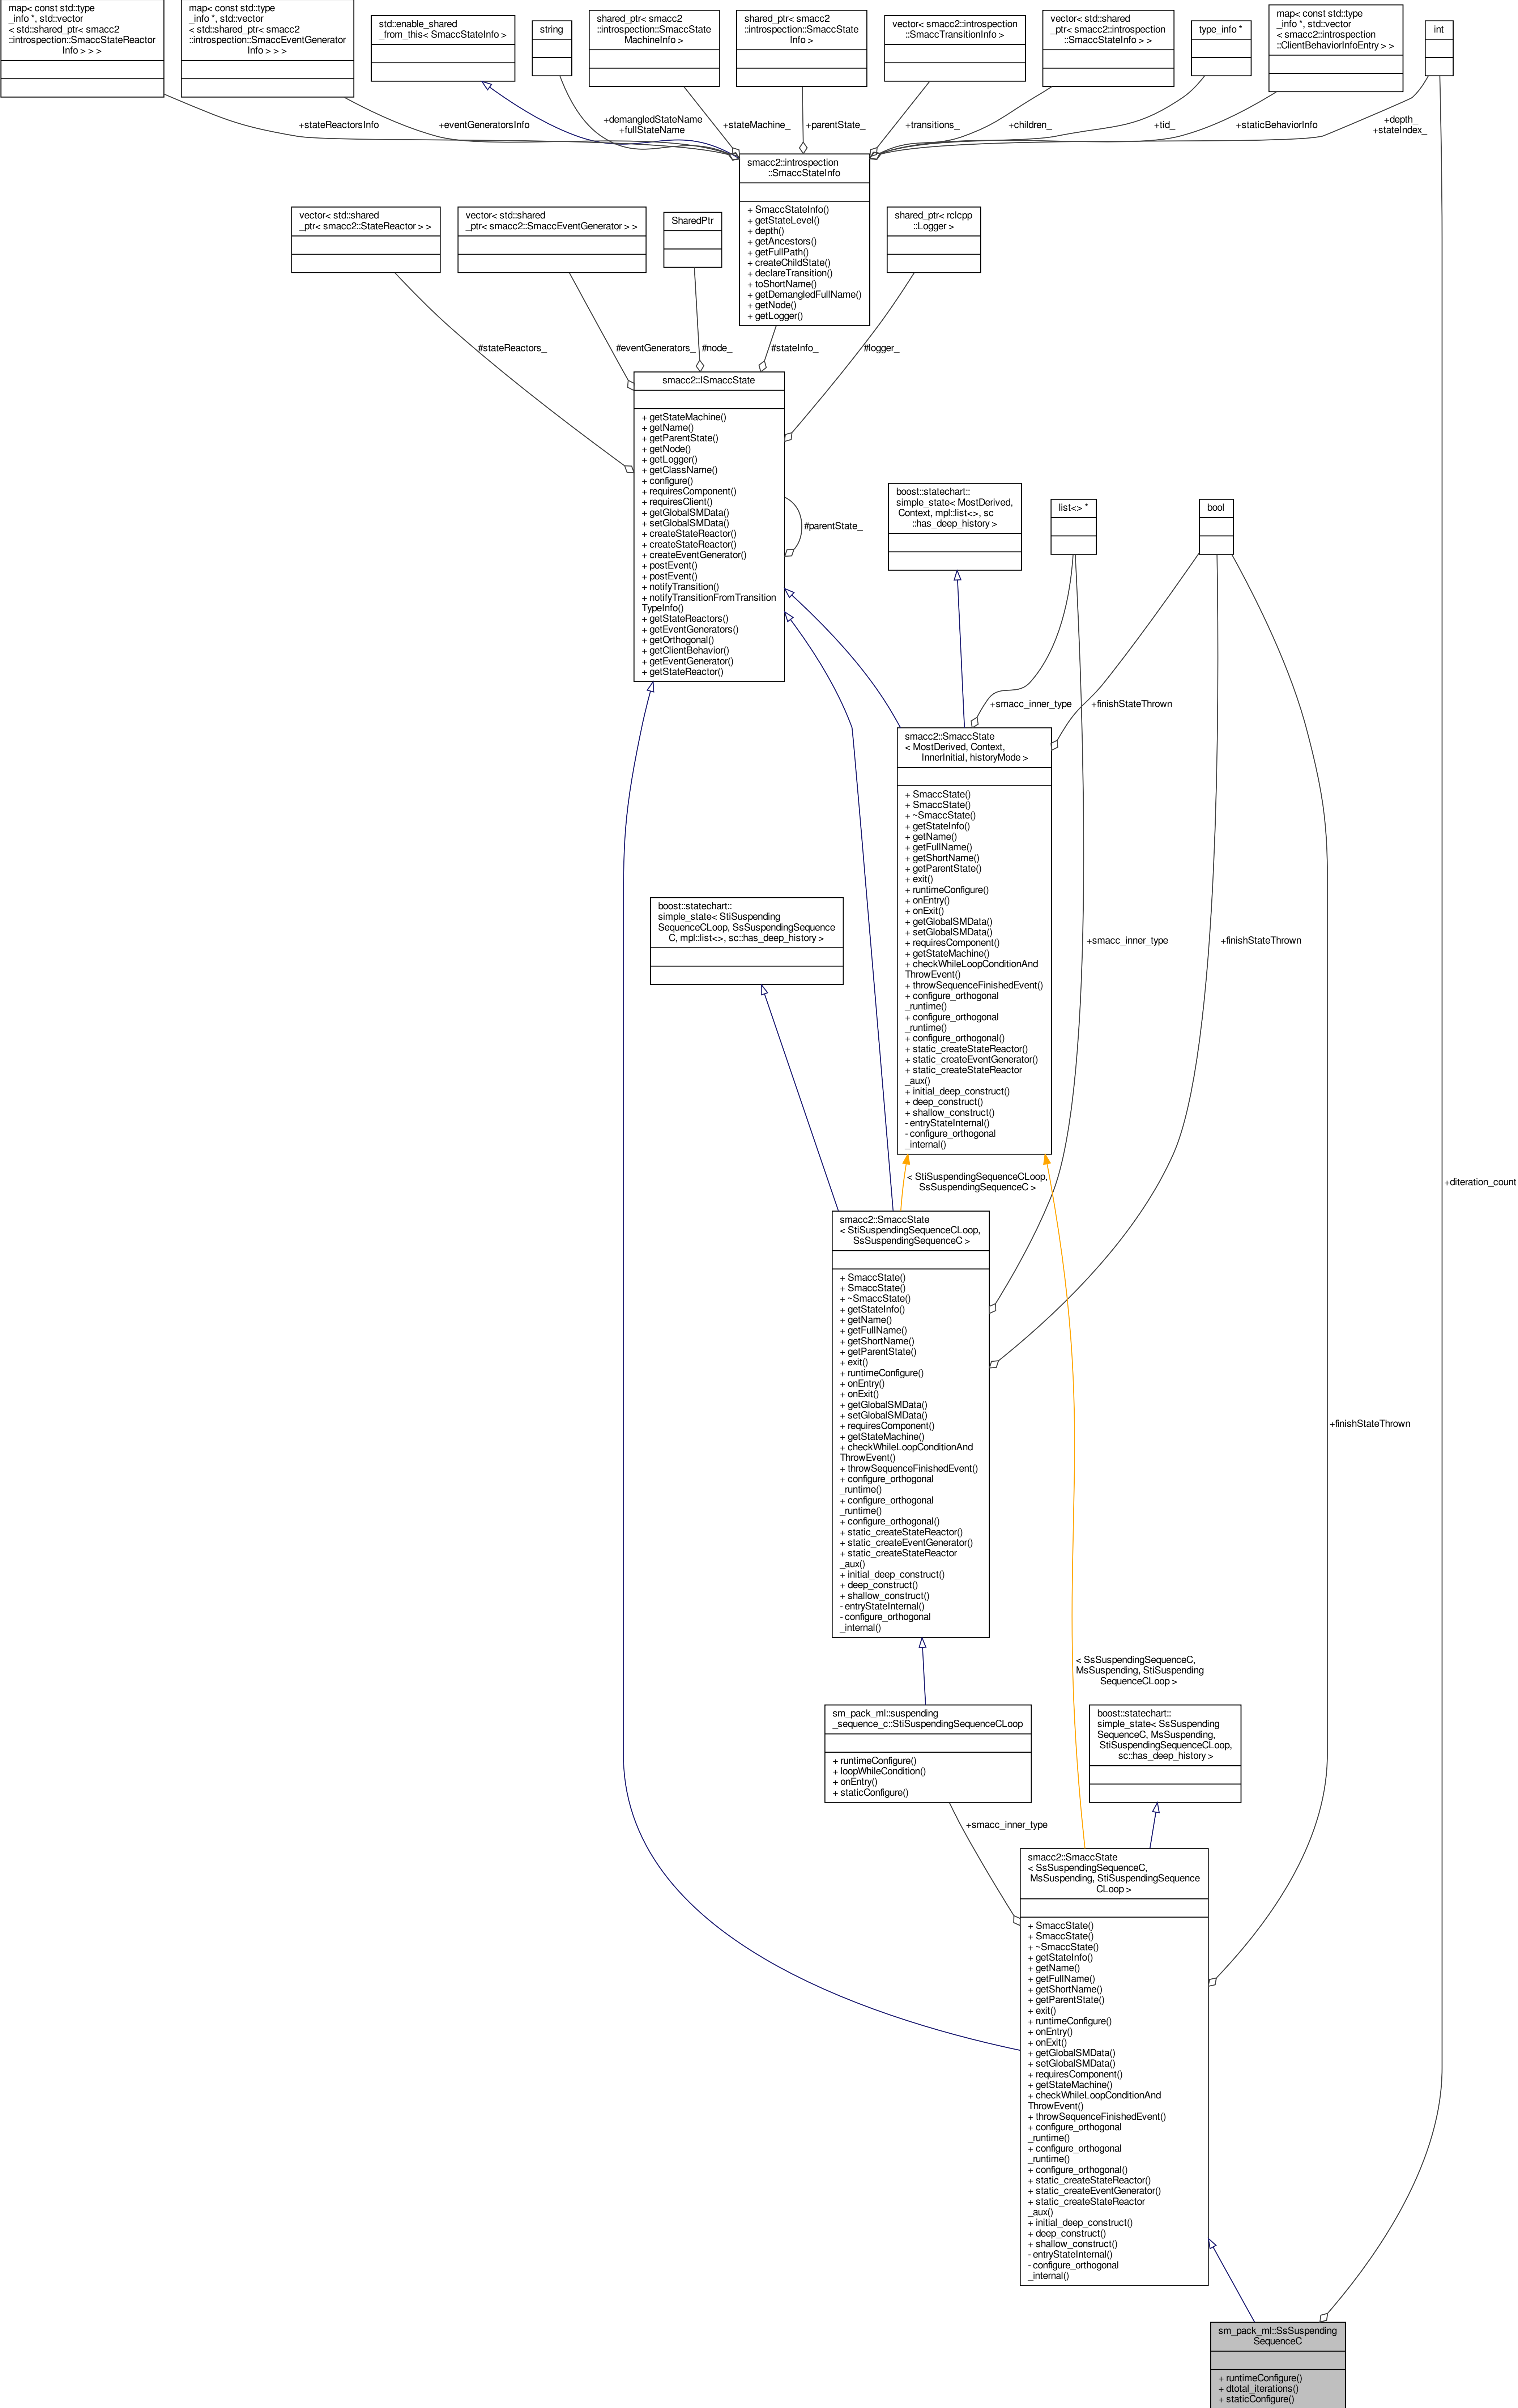 map< const std::type
_info *, std::vector
< std::shared_ptr< smacc2
::introspection::SmaccStateReactor
Info > > >
map< const std::type
_info *, std::vector
< std::shared_ptr< smacc2
::introspection::SmaccEventGenerator
Info > > >
std::enable_shared
_from_this< SmaccStateInfo >
string
shared_ptr< smacc2
::introspection::SmaccState
MachineInfo >
shared_ptr< smacc2
::introspection::SmaccState
Info >
vector< smacc2::introspection
::SmaccTransitionInfo >
vector< std::shared
_ptr< smacc2::introspection
::SmaccStateInfo > >
type_info *
map< const std::type
_info *, std::vector
< smacc2::introspection
::ClientBehaviorInfoEntry > >
int
+stateReactorsInfo
+eventGeneratorsInfo
+demangledStateName
+fullStateName
+stateMachine_
+parentState_
+transitions_
+children_
+tid_
+staticBehaviorInfo
+depth_
+stateIndex_
smacc2::introspection
::SmaccStateInfo
+ SmaccStateInfo()
+ getStateLevel()
+ depth()
+ getAncestors()
+ getFullPath()
+ createChildState()
+ declareTransition()
+ toShortName()
+ getDemangledFullName()
+ getNode()
+ getLogger()
vector< std::shared
_ptr< smacc2::StateReactor > >
vector< std::shared
_ptr< smacc2::SmaccEventGenerator > >
SharedPtr
shared_ptr< rclcpp
::Logger >
#stateReactors_
#eventGenerators_
#node_
#stateInfo_
#logger_
smacc2::ISmaccState
+ getStateMachine()
+ getName()
+ getParentState()
+ getNode()
+ getLogger()
+ getClassName()
+ configure()
+ requiresComponent()
+ requiresClient()
+ getGlobalSMData()
+ setGlobalSMData()
+ createStateReactor()
+ createStateReactor()
+ createEventGenerator()
+ postEvent()
+ postEvent()
+ notifyTransition()
+ notifyTransitionFromTransition
TypeInfo()
+ getStateReactors()
+ getEventGenerators()
+ getOrthogonal()
+ getClientBehavior()
+ getEventGenerator()
+ getStateReactor()
#parentState_
boost::statechart::
simple_state< MostDerived,
Context, mpl::list<>, sc
::has_deep_history >
list<> *
bool
+smacc_inner_type
+finishStateThrown
smacc2::SmaccState
< MostDerived, Context,
InnerInitial, historyMode >
+ SmaccState()
+ SmaccState()
+ ~SmaccState()
+ getStateInfo()
+ getName()
+ getFullName()
+ getShortName()
+ getParentState()
+ exit()
+ runtimeConfigure()
+ onEntry()
+ onExit()
+ getGlobalSMData()
+ setGlobalSMData()
+ requiresComponent()
+ getStateMachine()
+ checkWhileLoopConditionAnd
ThrowEvent()
+ throwSequenceFinishedEvent()
+ configure_orthogonal
_runtime()
+ configure_orthogonal
_runtime()
+ configure_orthogonal()
+ static_createStateReactor()
+ static_createEventGenerator()
+ static_createStateReactor
_aux()
+ initial_deep_construct()
+ deep_construct()
+ shallow_construct()
- entryStateInternal()
- configure_orthogonal
_internal()
boost::statechart::
simple_state< StiSuspending
SequenceCLoop, SsSuspendingSequence
C, mpl::list<>, sc::has_deep_history >
+smacc_inner_type
+finishStateThrown
< StiSuspendingSequenceCLoop,
SsSuspendingSequenceC >
+diteration_count
smacc2::SmaccState
< StiSuspendingSequenceCLoop,
SsSuspendingSequenceC >
+ SmaccState()
+ SmaccState()
+ ~SmaccState()
+ getStateInfo()
+ getName()
+ getFullName()
+ getShortName()
+ getParentState()
+ exit()
+ runtimeConfigure()
+ onEntry()
+ onExit()
+ getGlobalSMData()
+ setGlobalSMData()
+ requiresComponent()
+ getStateMachine()
+ checkWhileLoopConditionAnd
ThrowEvent()
+ throwSequenceFinishedEvent()
+ configure_orthogonal
_runtime()
+ configure_orthogonal
_runtime()
+ configure_orthogonal()
+ static_createStateReactor()
+ static_createEventGenerator()
+ static_createStateReactor
_aux()
+ initial_deep_construct()
+ deep_construct()
+ shallow_construct()
- entryStateInternal()
- configure_orthogonal
_internal()
+finishStateThrown
< SsSuspendingSequenceC,
MsSuspending, StiSuspending
SequenceCLoop >
sm_pack_ml::suspending
_sequence_c::StiSuspendingSequenceCLoop
+ runtimeConfigure()
+ loopWhileCondition()
+ onEntry()
+ staticConfigure()
boost::statechart::
simple_state< SsSuspending
SequenceC, MsSuspending,
StiSuspendingSequenceCLoop,
sc::has_deep_history >
+smacc_inner_type
smacc2::SmaccState
< SsSuspendingSequenceC,
MsSuspending, StiSuspendingSequence
CLoop >
+ SmaccState()
+ SmaccState()
+ ~SmaccState()
+ getStateInfo()
+ getName()
+ getFullName()
+ getShortName()
+ getParentState()
+ exit()
+ runtimeConfigure()
+ onEntry()
+ onExit()
+ getGlobalSMData()
+ setGlobalSMData()
+ requiresComponent()
+ getStateMachine()
+ checkWhileLoopConditionAnd
ThrowEvent()
+ throwSequenceFinishedEvent()
+ configure_orthogonal
_runtime()
+ configure_orthogonal
_runtime()
+ configure_orthogonal()
+ static_createStateReactor()
+ static_createEventGenerator()
+ static_createStateReactor
_aux()
+ initial_deep_construct()
+ deep_construct()
+ shallow_construct()
- entryStateInternal()
- configure_orthogonal
_internal()
sm_pack_ml::SsSuspending
SequenceC
+ runtimeConfigure()
+ dtotal_iterations()
+ staticConfigure()